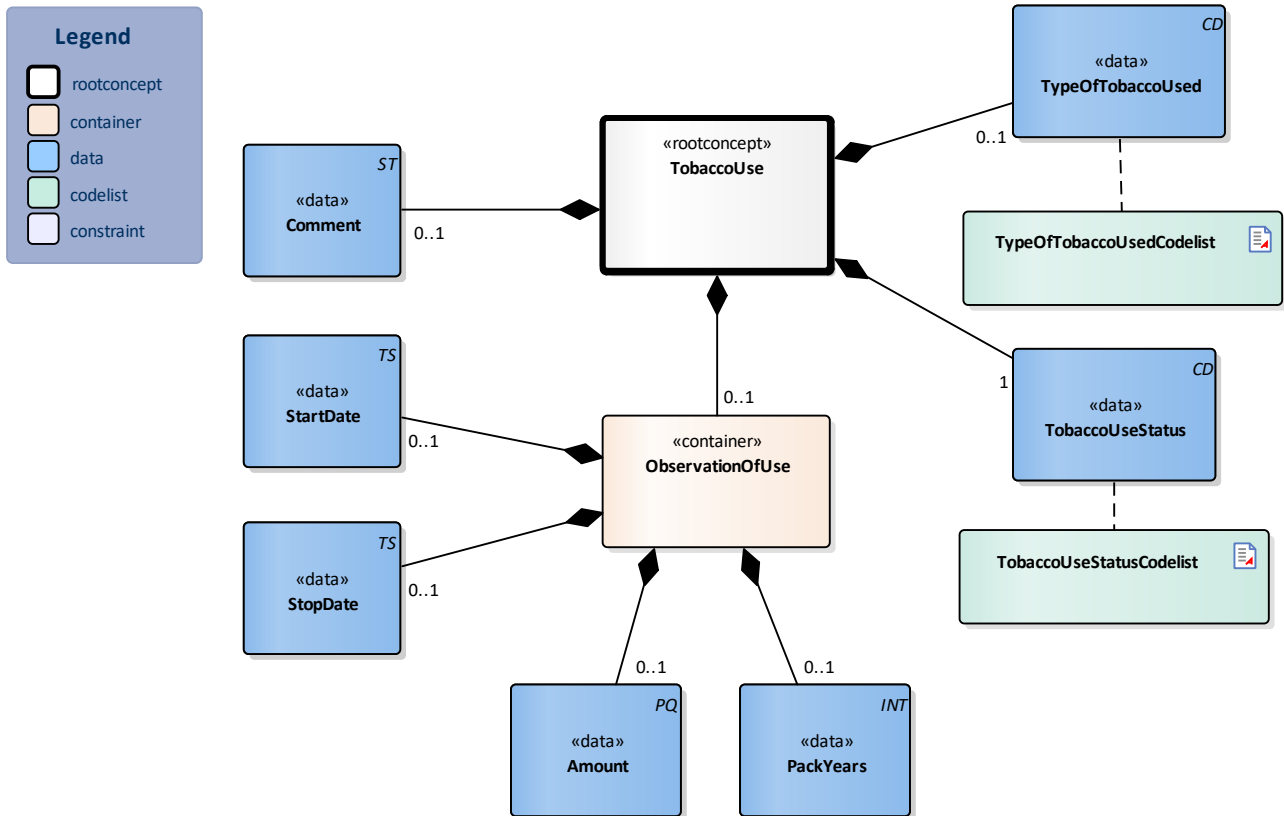 Legend
rootconcept
container
data
codelist
constraint
CD
«data»
TypeOfTobaccoUsed
0..1
«rootconcept»
TobaccoUse
ST
«data»
Comment
0..1
TypeOfTobaccoUsedCodelist
TS
«data»
StartDate
0..1
0..1
«container»
ObservationOfUse
1
CD
«data»
TobaccoUseStatus
TS
«data»
StopDate
0..1
TobaccoUseStatusCodelist
0..1
0..1
PQ
«data»
Amount
INT
«data»
PackYears